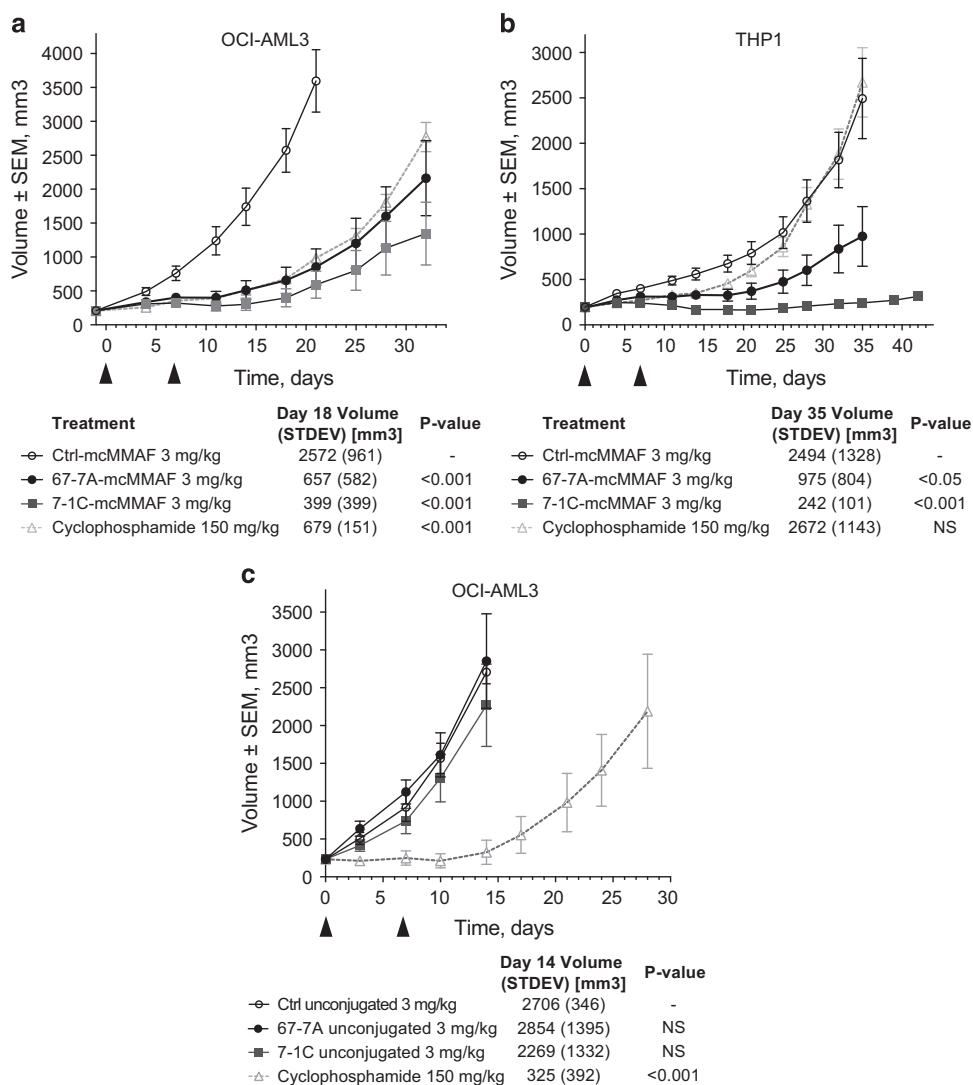 a
OCI-AML3
Volume ± SEM, mm3
4000
3500
3000
2500
2000
1500
1000
500
0
0 5 10 15 20 25 30
Time, days
Treatment Day 18 Volume (STDEV) [mm3] P-value
Ctrl-mcMMAF 3 mg/kg 2572 (961) -
67-7A-mcMMAF 3 mg/kg 657 (582) <0.001
7-1C-mcMMAF 3 mg/kg 399 (399) <0.001
Cyclophosphamide 150 mg/kg 679 (151) <0.001
b
THP1
Volume ± SEM, mm3
3000
2500
2000
1500
1000
500
0
0 5 10 15 20 25 30 35 40
Time, days
Treatment Day 35 Volume (STDEV) [mm3] P-value
Ctrl-mcMMAF 3 mg/kg 2494 (1328) -
67-7A-mcMMAF 3 mg/kg 975 (804) <0.05
7-1C-mcMMAF 3 mg/kg 242 (101) <0.001
Cyclophosphamide 150 mg/kg 2672 (1143) NS
c
OCI-AML3
Volume ± SEM, mm3
3500
3000
2500
2000
1500
1000
500
0
0 5 10 15 20 25 30
Time, days
Day 14 Volume (STDEV) [mm3] P-value
Ctrl unconjugated 3 mg/kg 2706 (346) -
67-7A unconjugated 3 mg/kg 2854 (1395) NS
7-1C unconjugated 3 mg/kg 2269 (1332) NS
Cyclophosphamide 150 mg/kg 325 (392) <0.001